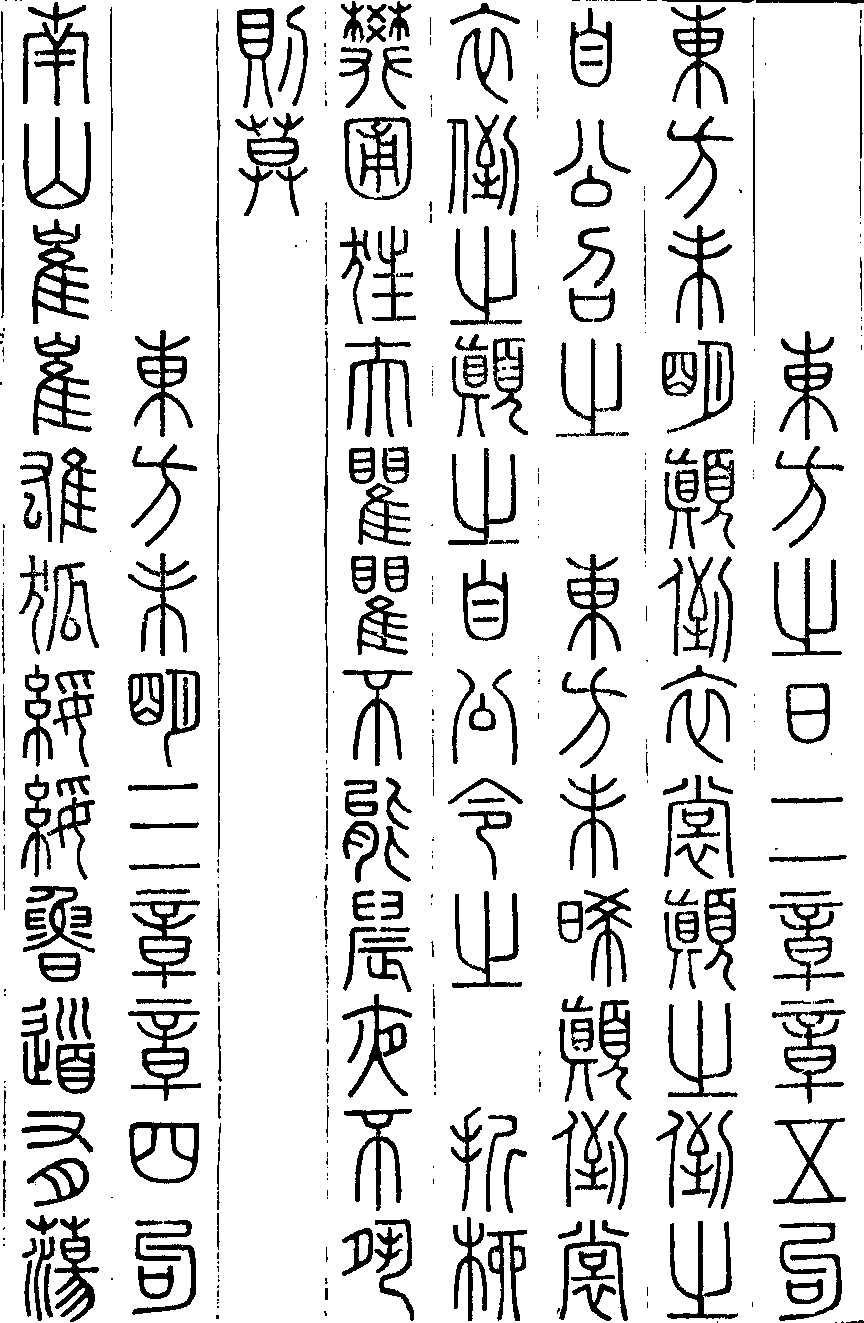 東方之日二章章五句
東方未明顛倒衣裳顛之倒之
自公召之　東方未晞顛倒裳
衣倒之顛之自公令之　折柳
樊圃狂夫瞿瞿不能晨夜不夙
則莫
東方未明三章章四句
南山崔崔雄狐綏綏魯道有蕩